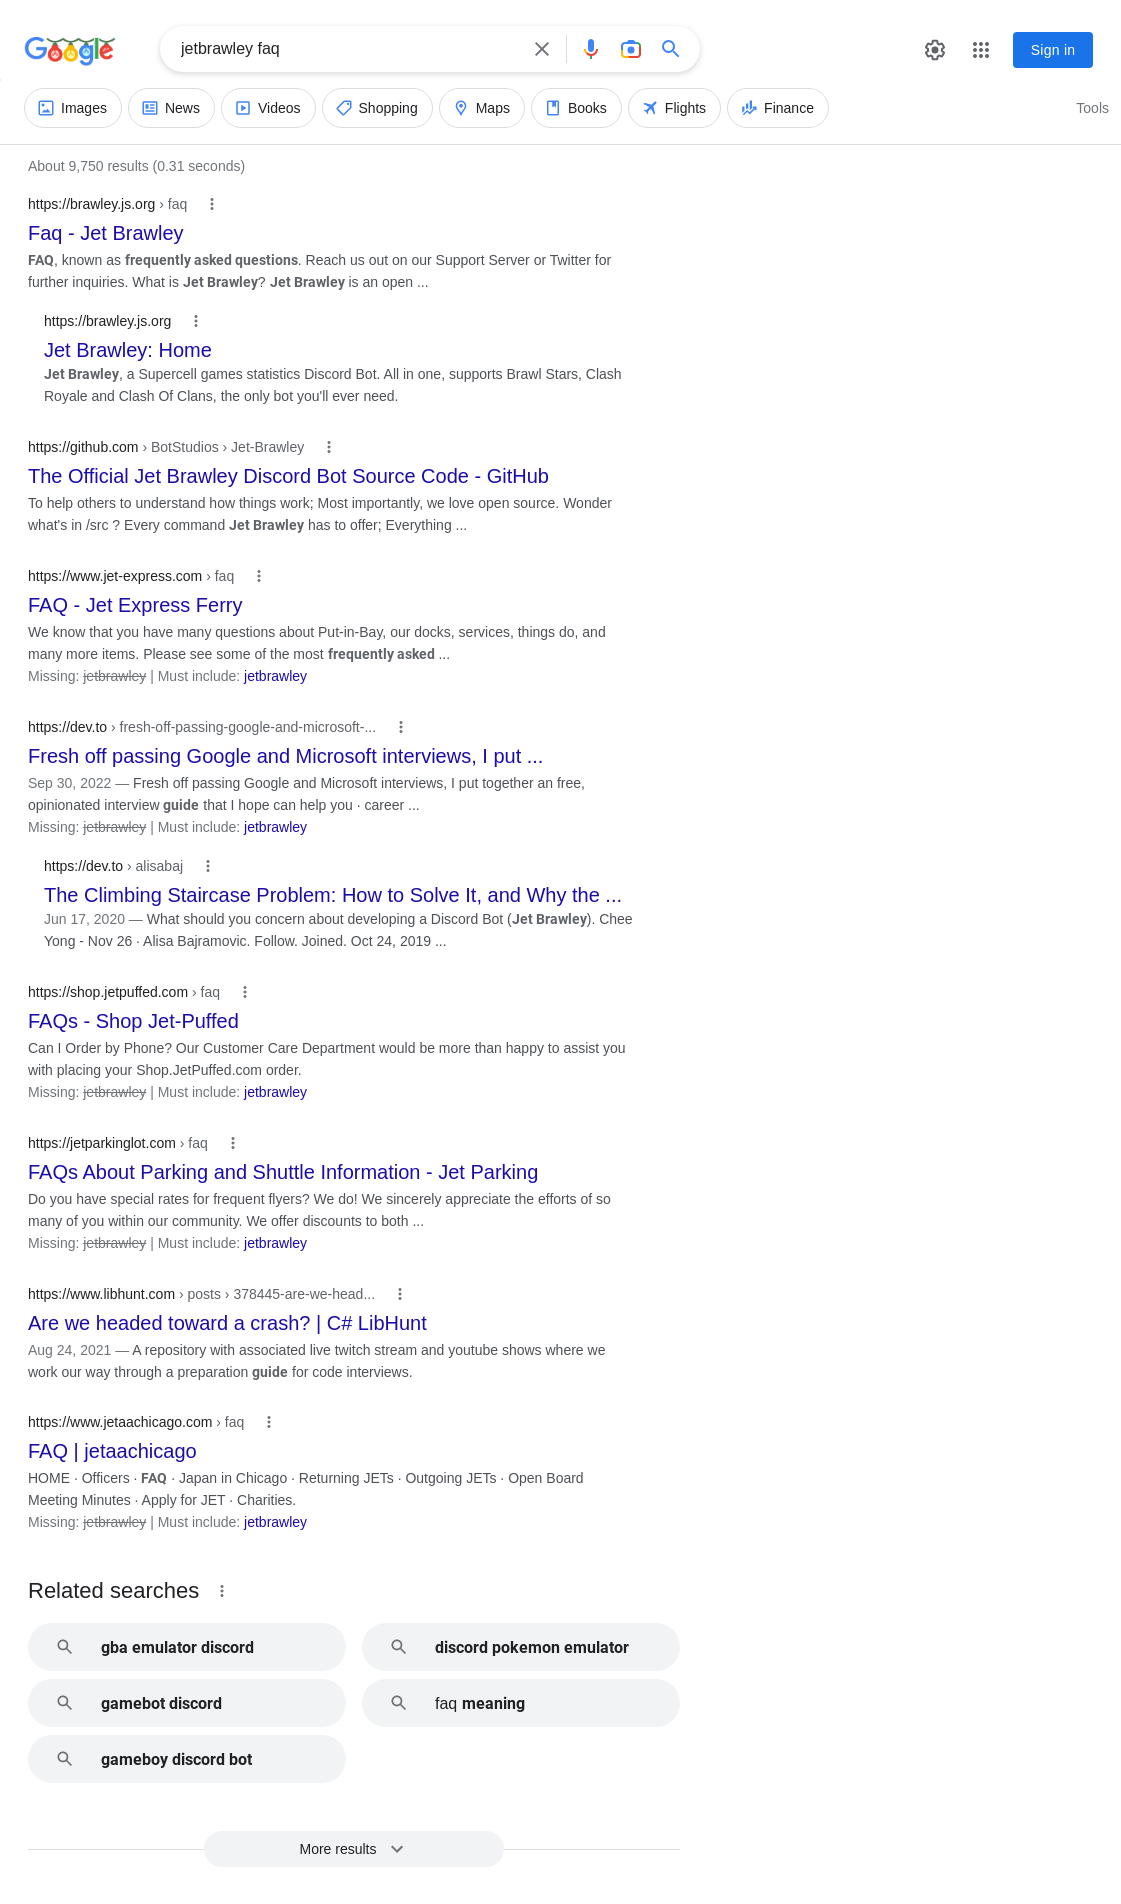 Google
jetbrawley faq
Sign in
Images
News
Videos
Shopping
Maps
Books
Flights
Finance
Tools
About 9,750 results (0.31 seconds)
https://brawley.js.org › faq
Faq - Jet Brawley
FAQ, known as frequently asked questions. Reach us out on our Support Server or Twitter for
further inquiries. What is Jet Brawley? Jet Brawley is an open ...
https://brawley.js.org
Jet Brawley: Home
Jet Brawley, a Supercell games statistics Discord Bot. All in one, supports Brawl Stars, Clash
Royale and Clash Of Clans, the only bot you'll ever need.
https://github.com › BotStudios › Jet-Brawley
The Official Jet Brawley Discord Bot Source Code - GitHub
To help others to understand how things work; Most importantly, we love open source. Wonder
what's in /src ? Every command Jet Brawley has to offer; Everything ...
https://www.jet-express.com › faq
FAQ - Jet Express Ferry
We know that you have many questions about Put-in-Bay, our docks, services, things do, and
many more items. Please see some of the most frequently asked ...
Missing: jetbrawley | Must include: jetbrawley
https://dev.to › fresh-off-passing-google-and-microsoft-...
Fresh off passing Google and Microsoft interviews, I put ...
Sep 30, 2022 — Fresh off passing Google and Microsoft interviews, I put together an free,
opinionated interview guide that I hope can help you · career ...
Missing: jetbrawley | Must include: jetbrawley
https://dev.to › alisabaj
The Climbing Staircase Problem: How to Solve It, and Why the ...
Jun 17, 2020 — What should you concern about developing a Discord Bot (Jet Brawley). Chee
Yong - Nov 26 · Alisa Bajramovic. Follow. Joined. Oct 24, 2019 ...
https://shop.jetpuffed.com › faq
FAQs - Shop Jet-Puffed
Can I Order by Phone? Our Customer Care Department would be more than happy to assist you
with placing your Shop.JetPuffed.com order.
Missing: jetbrawley | Must include: jetbrawley
https://jetparkinglot.com › faq
FAQs About Parking and Shuttle Information - Jet Parking
Do you have special rates for frequent flyers? We do! We sincerely appreciate the efforts of so
many of you within our community. We offer discounts to both ...
Missing: jetbrawley | Must include: jetbrawley
https://www.libhunt.com › posts › 378445-are-we-head...
Are we headed toward a crash? | C# LibHunt
Aug 24, 2021 — A repository with associated live twitch stream and youtube shows where we
work our way through a preparation guide for code interviews.
https://www.jetaachicago.com › faq
FAQ | jetaachicago
HOME · Officers · FAQ · Japan in Chicago · Returning JETs · Outgoing JETs · Open Board
Meeting Minutes · Apply for JET · Charities.
Missing: jetbrawley | Must include: jetbrawley
Related searches
gba emulator discord
discord pokemon emulator
gamebot discord
faq meaning
gameboy discord bot
More results